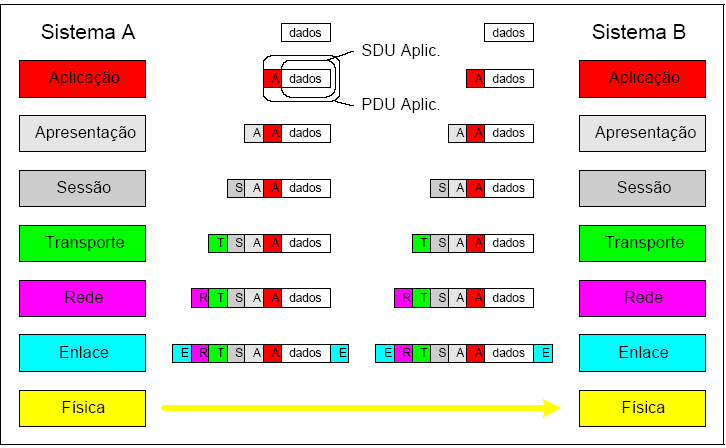 Sistema A dados dados Sistema B
SDU Aplic.
Aplicação A dados A dados Aplicação
PDU Aplic.
Apresentação A A dados A A dados Apresentação
Sessão S A A dados S A A dados Sessão
Transporte T S A A dados T S A A dados Transporte
Rede R T S A A dados R T S A A dados Rede
Enlace E R T S A A dados E E R T S A A dados E Enlace
Física Física